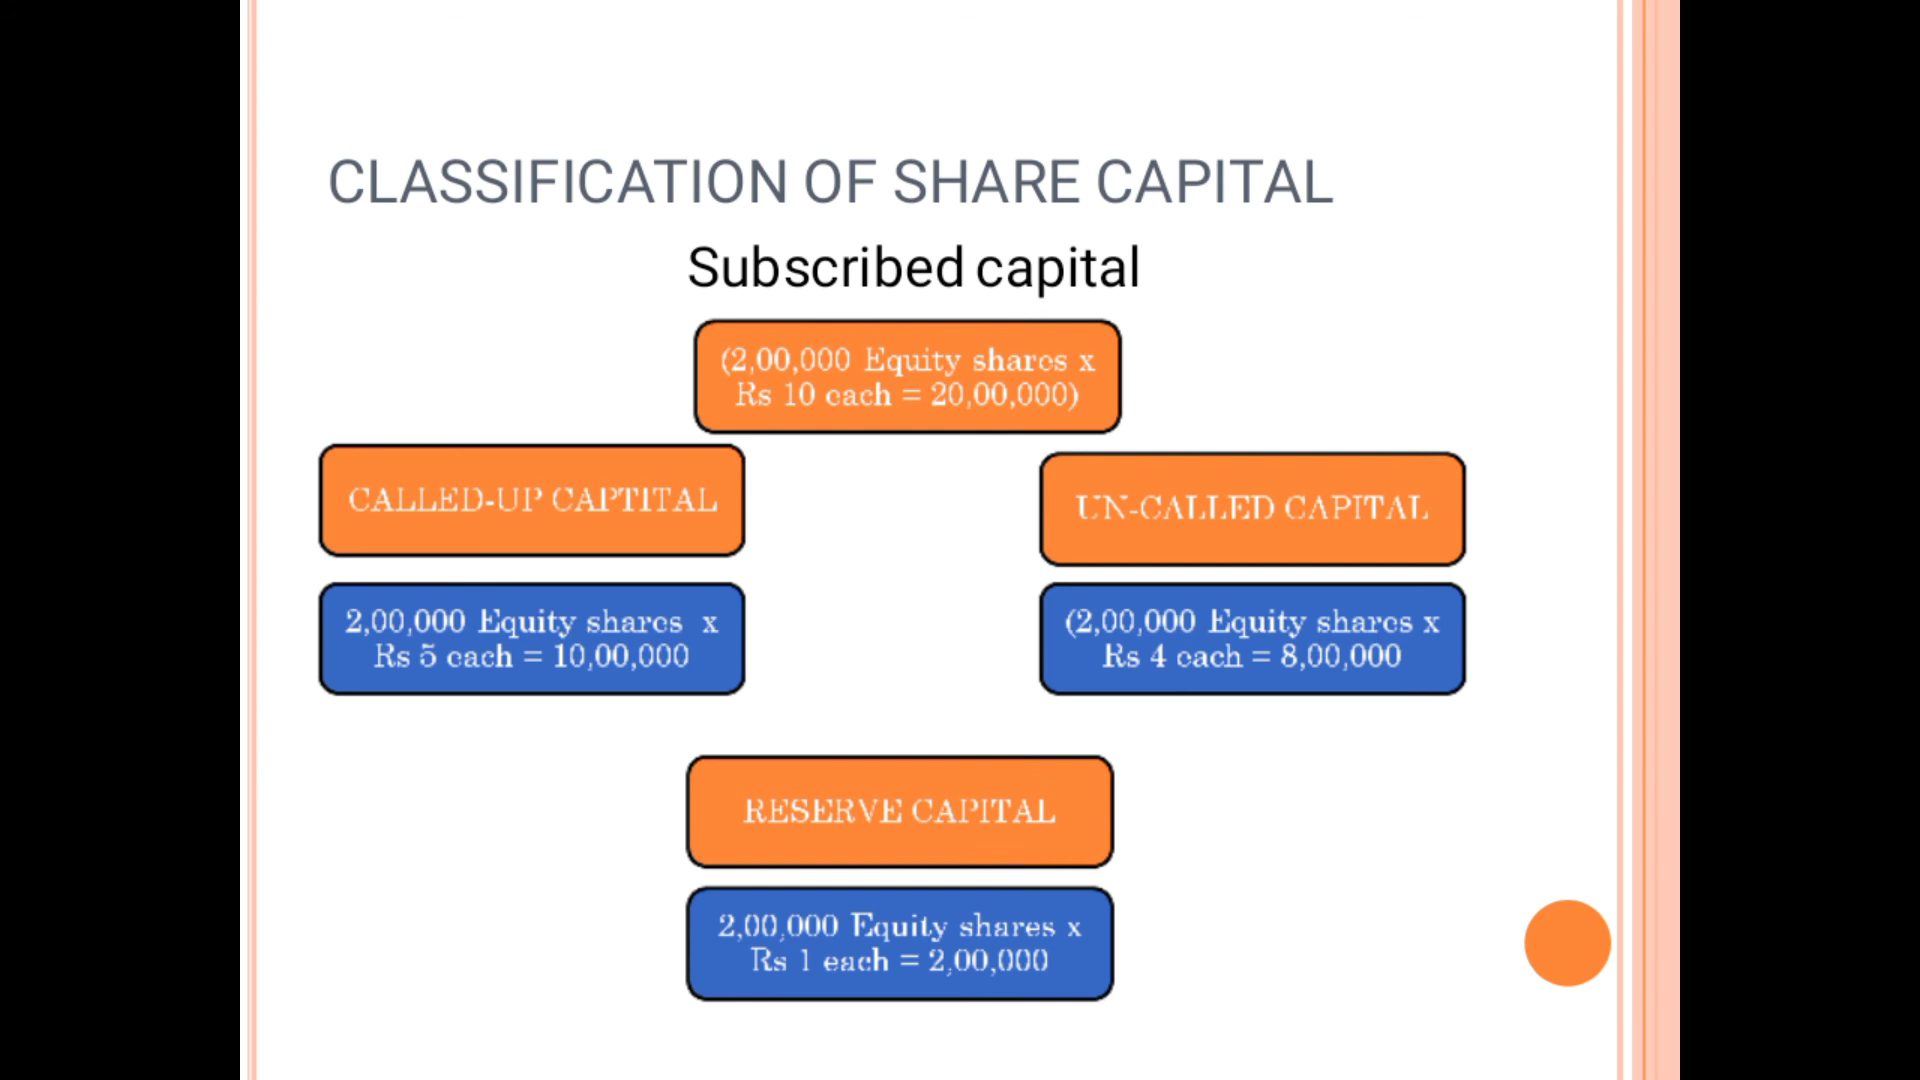 CLASSIFICATION OF SHARE CAPITAL
Subscribed capital
(2,00,000 Equity shares x
Rs 10 each = 20,00,000)
CALLED-UP CAPTITAL
UN-CALLED CAPITAL
2,00,000 Equity shares x
Rs 5 each = 10,00,000
(2,00,000 Equity shares x
Rs 4 each = 8,00,000
RESERVE CAPITAL
2,00,000 Equity shares x
Rs 1 each = 2,00,000